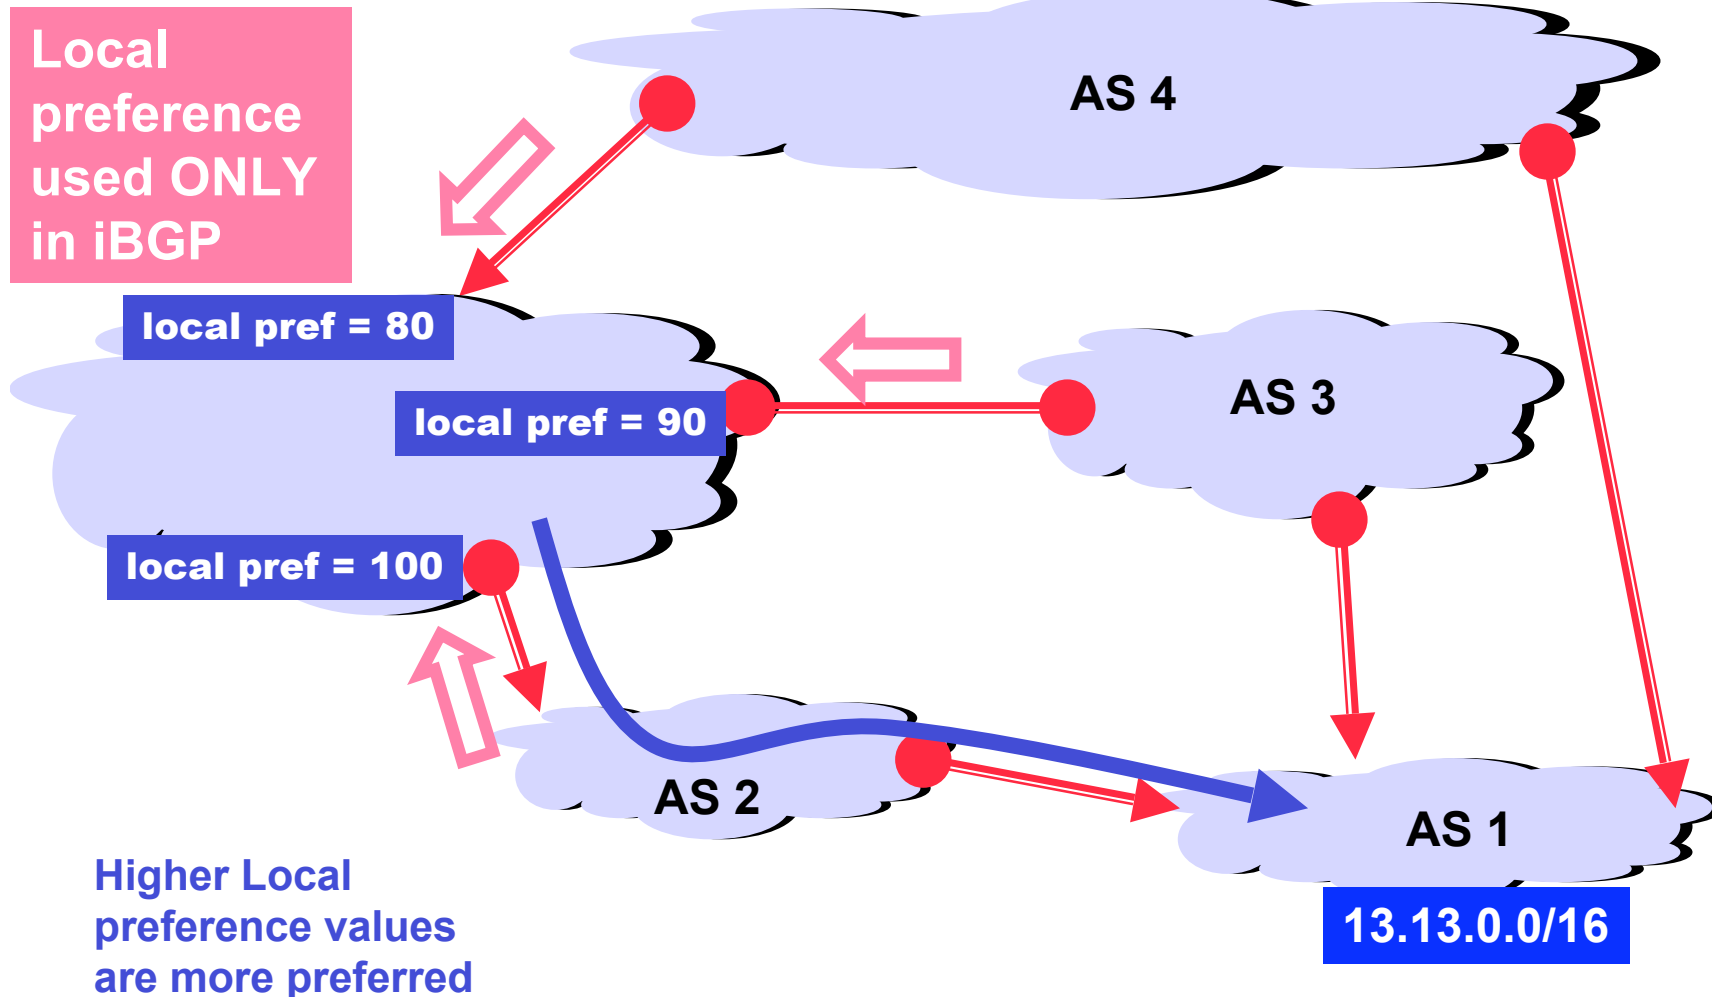 Local
preference
used ONLY
in iBGP
AS 4
local pref = 80
local pref = 90
AS 3
local pref = 100
AS 2
AS 1
13.13.0.0/16
Higher Local
preference values
are more preferred